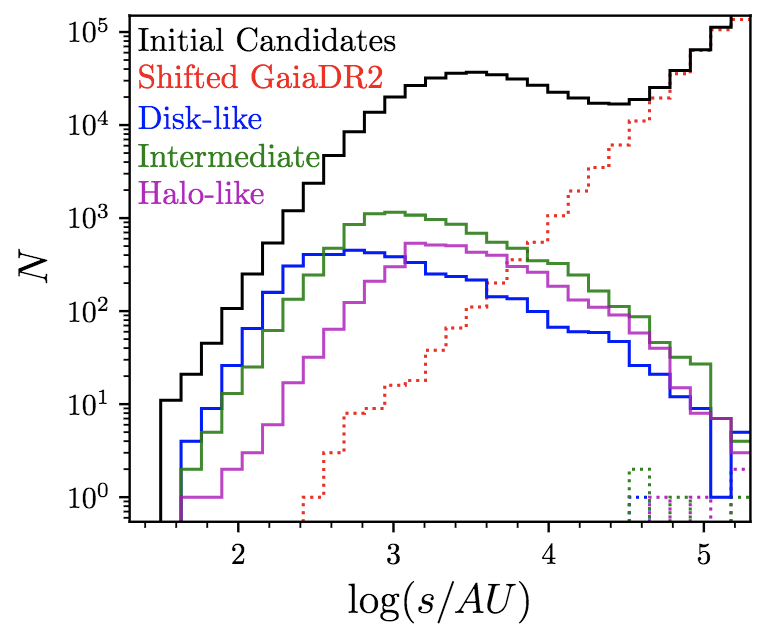 Initial Candidates
Shifted GaiaDR2
Disk-like
Intermediate
Halo-like
N
10^5
10^4
10^3
10^2
10^1
10^0
2 3 4 5
log(s/AU)